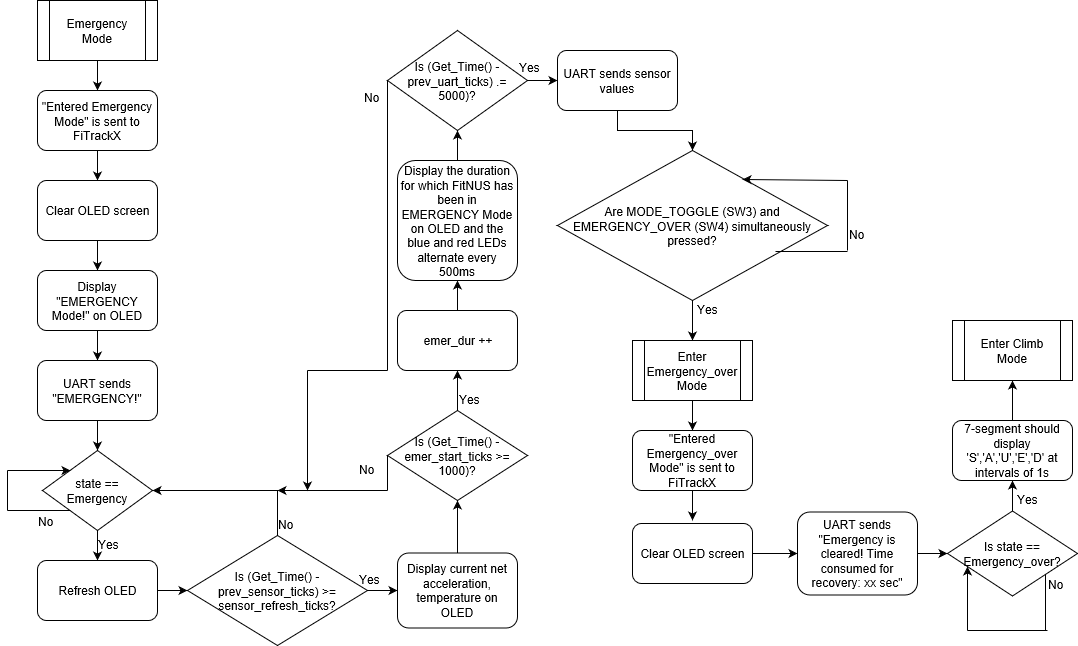 Emergency
Mode
"Entered Emergency
Mode" is sent to
FiTrackX
Clear OLED screen
Display
"EMERGENCY
Mode!" on OLED
UART sends
"EMERGENCY!"
state ==
Emergency
No
Yes
Refresh OLED
Is (Get_Time() -
prev_sensor_ticks) >=
sensor_refresh_ticks?
No
Yes
Display current net
acceleration,
temperature on
OLED
Is (Get_Time() -
emer_start_ticks >=
1000)?
No
Yes
emer_dur ++
Display the duration
for which FitNUS has
been in
EMERGENCY Mode
on OLED and the
blue and red LEDs
alternate every
500ms
Is (Get_Time() -
prev_uart_ticks) .=
5000)?
No
Yes
UART sends sensor
values
Are MODE_TOGGLE (SW3) and
EMERGENCY_OVER (SW4) simultaneously
pressed?
No
Yes
Enter
Emergency_over
Mode
"Entered
Emergency_over
Mode" is sent to
FiTrackX
Clear OLED screen
UART sends
"Emergency is
cleared! Time
consumed for
recovery: xx sec"
Is state ==
Emergency_over?
No
Yes
7-segment should
display
'S','A','U','E','D' at
intervals of 1s
Enter Climb
Mode